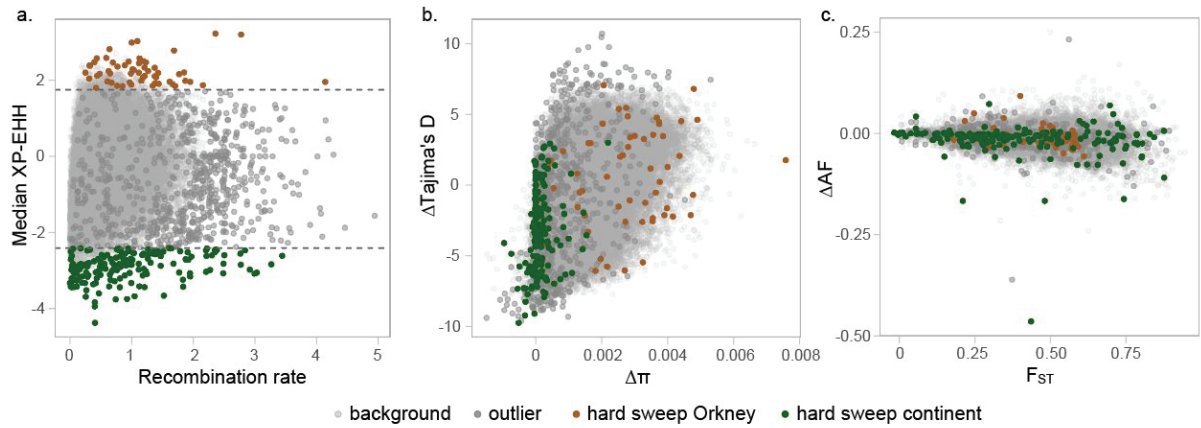 a.
Median XP-EHH
2
0
-2
-4
0 1 2 3 4 5
Recombination rate
b.
ΔTajima's D
10
5
0
-5
-10
0 0.002 0.004 0.006 0.008
Δπ
c.
ΔAF
0.25
0.00
-0.25
-0.50
0 0.25 0.50 0.75
FST
background outlier hard sweep Orkney hard sweep continent